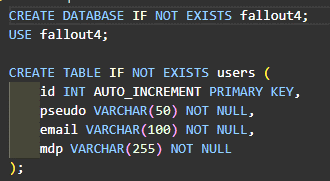 CREATE DATABASE IF NOT EXISTS fallout4;
USE fallout4;
CREATE TABLE IF NOT EXISTS users (
id INT AUTO_INCREMENT PRIMARY KEY,
pseudo VARCHAR(50) NOT NULL,
email VARCHAR(100) NOT NULL,
mdp VARCHAR(255) NOT NULL
);